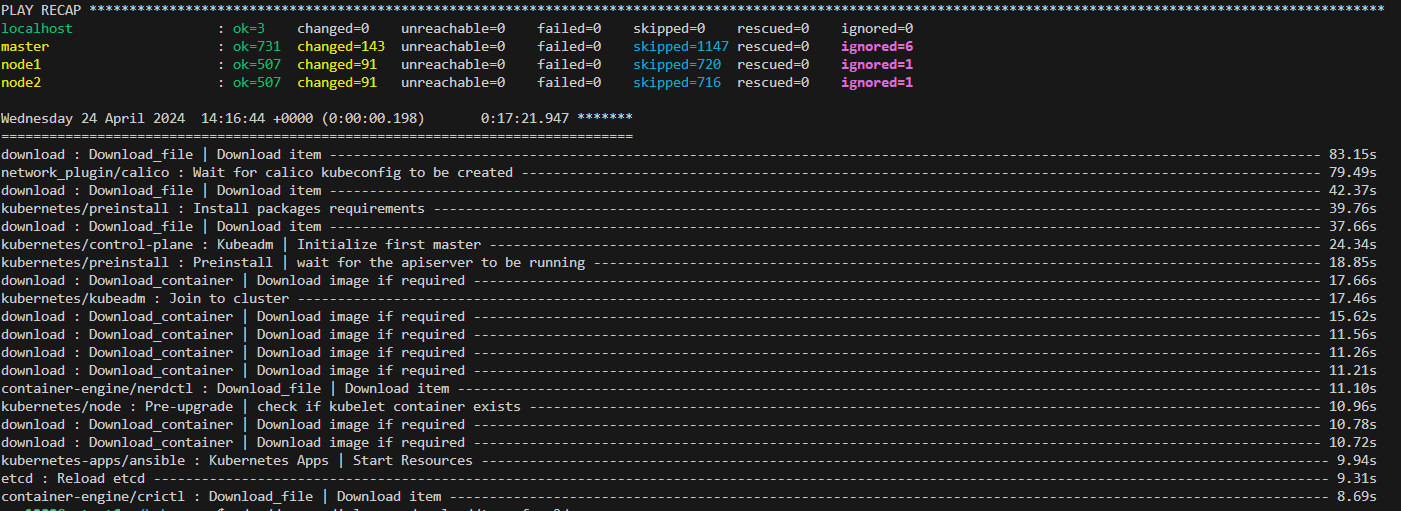 PLAY RECAP ******************************************************************************************************************************************************************
localhost                  : ok=3    changed=0    unreachable=0    failed=0    skipped=0    rescued=0    ignored=0
master                     : ok=731  changed=143  unreachable=0    failed=0    skipped=1147 rescued=0    ignored=6
node1                      : ok=507  changed=91   unreachable=0    failed=0    skipped=720  rescued=0    ignored=1
node2                      : ok=507  changed=91   unreachable=0    failed=0    skipped=716  rescued=0    ignored=1
Wednesday 24 April 2024  14:16:44 +0000 (0:00:00.198)       0:17:21.947 *******
===============================================================================
download : Download_file | Download item ---------------------------------------------------------------------------------------------------------------------------- 83.15s
network_plugin/calico : Wait for calico kubeconfig to be created ---------------------------------------------------------------------------------------------------- 79.49s
download : Download_file | Download item ---------------------------------------------------------------------------------------------------------------------------- 42.37s
kubernetes/preinstall : Install packages requirements --------------------------------------------------------------------------------------------------------------- 39.76s
download : Download_file | Download item ---------------------------------------------------------------------------------------------------------------------------- 37.66s
kubernetes/control-plane : Kubeadm | Initialize first master -------------------------------------------------------------------------------------------------------- 24.34s
kubernetes/preinstall : Preinstall | wait for the apiserver to be running ------------------------------------------------------------------------------------------- 18.85s
download : Download_container | Download image if required ---------------------------------------------------------------------------------------------------------- 17.66s
kubernetes/kubeadm : Join to cluster -------------------------------------------------------------------------------------------------------------------------------- 17.46s
download : Download_container | Download image if required ---------------------------------------------------------------------------------------------------------- 15.62s
download : Download_container | Download image if required ---------------------------------------------------------------------------------------------------------- 11.56s
download : Download_container | Download image if required ---------------------------------------------------------------------------------------------------------- 11.26s
download : Download_container | Download image if required ---------------------------------------------------------------------------------------------------------- 11.21s
container-engine/nerdctl : Download_file | Download item ------------------------------------------------------------------------------------------------------------ 11.10s
kubernetes/node : Pre-upgrade | check if kubelet container exists --------------------------------------------------------------------------------------------------- 10.96s
download : Download_container | Download image if required ---------------------------------------------------------------------------------------------------------- 10.78s
download : Download_container | Download image if required ---------------------------------------------------------------------------------------------------------- 10.72s
kubernetes-apps/ansible : Kubernetes Apps | Start Resources ---------------------------------------------------------------------------------------------------------- 9.94s
etcd : Reload etcd --------------------------------------------------------------------------------------------------------------------------------------------------- 9.31s
container-engine/crictl : Download_file | Download item -------------------------------------------------------------------------------------------------------------- 8.69s